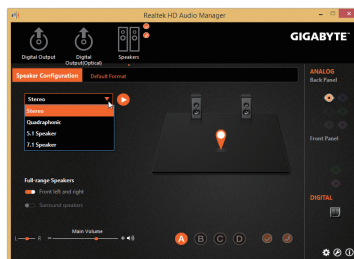 Realtek HD Audio Manager
GIGABYTE™
Digital Output
Digital Output(Optical)
Speakers
Speaker Configuration
Default Format
ANALOG
Back Panel
Stereo
Stereo
Quadraphonic
5.1 Speaker
7.1 Speaker
Front Panel
Full-range Speakers
Front left and right
Surround speakers
DIGITAL
Main Volume
L
R
A
B
C
D